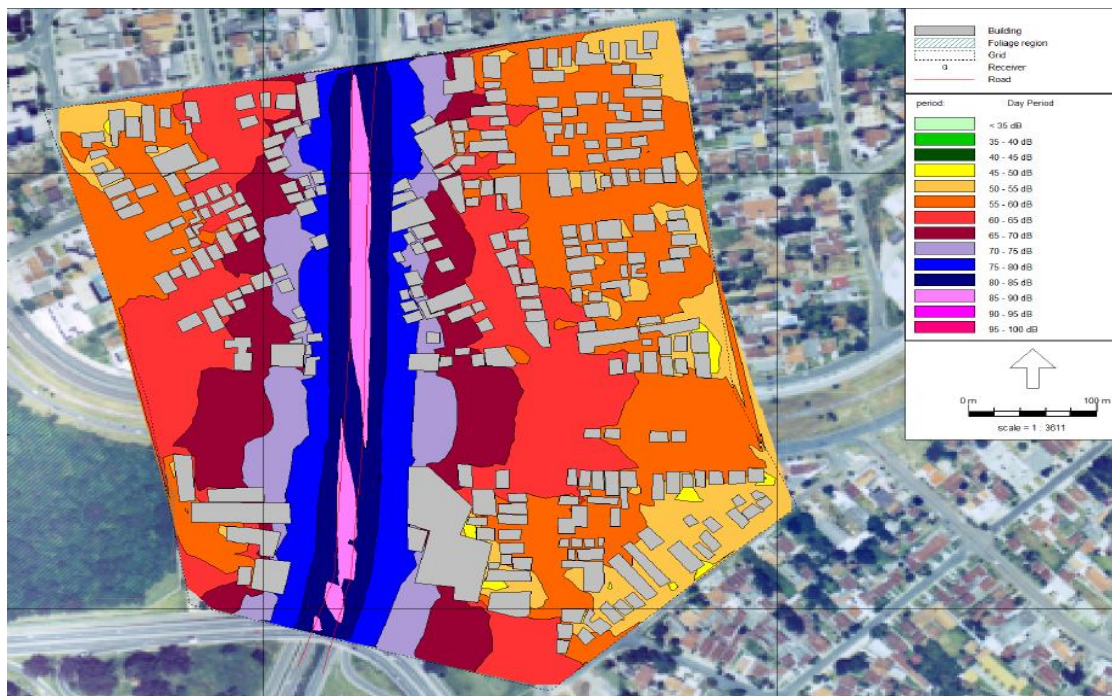 Building
Foliage region
Grid
Receiver
Road
period: Day Period
< 35 dB
35 - 40 dB
40 - 45 dB
45 - 50 dB
50 - 55 dB
55 - 60 dB
60 - 65 dB
65 - 70 dB
70 - 75 dB
75 - 80 dB
80 - 85 dB
85 - 90 dB
90 - 95 dB
95 - 100 dB
0 m 100 m
scale = 1 : 3611